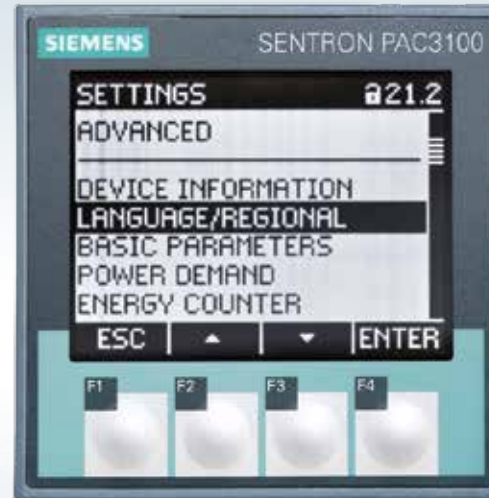 SIEMENS SENTRON PAC3100
SETTINGS 21.2
ADVANCED
DEVICE INFORMATION
LANGUAGE/REGIONAL
BASIC PARAMETERS
POWER DEMAND
ENERGY COUNTER
ESC ▲ ▼ ENTER
F1 F2 F3 F4